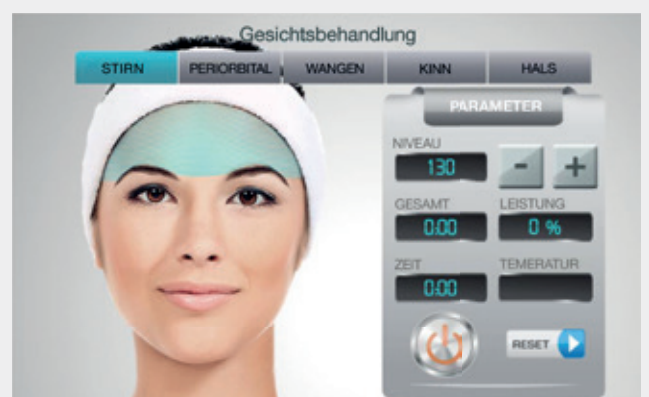 Gesichtsbehandlung
STIRN PERIORBITAL WANGEN KINN HALS
PARAMETER
NIVEAU
130 - +
GESAMT LEISTUNG
0:00 0 %
ZEIT TEMERATUR
0:00
RESET